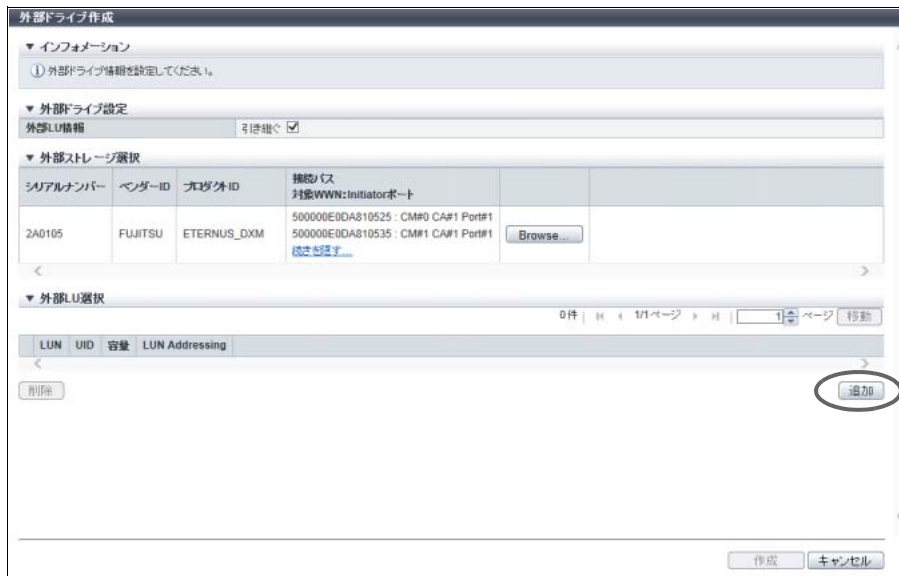 外部ドライブ作成
▼ インフォメーション
外部ドライブ情報を設定してください。
▼ 外部ドライブ設定
外部LU情報 引き継ぐ
▼ 外部ストレージ選択
シリアルナンバー ベンダーID プロダクトID 接続パス
対象WWN:Initiatorポート
2A0105 FUJITSU ETERNUS_DXM 500000E0DA810525 : CM#0 CA#1 Port#1
500000E0DA810535 : CM#1 CA#1 Port#1
続きを隠す...
Browse...
▼ 外部LU選択
0件 1/1ページ 1 ページ 移動
LUN UID 容量 LUN Addressing
削除 追加
作成 キャンセル